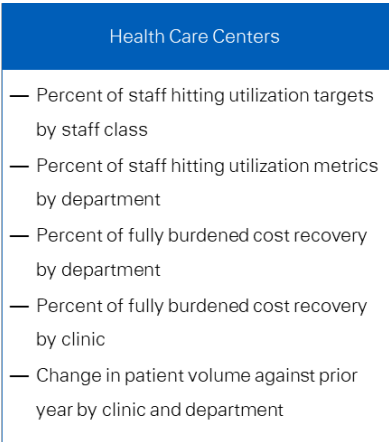 Health Care Centers
— Percent of staff hitting utilization targets
by staff class
— Percent of staff hitting utilization metrics
by department
— Percent of fully burdened cost recovery
by department
— Percent of fully burdened cost recovery
by clinic
— Change in patient volume against prior
year by clinic and department